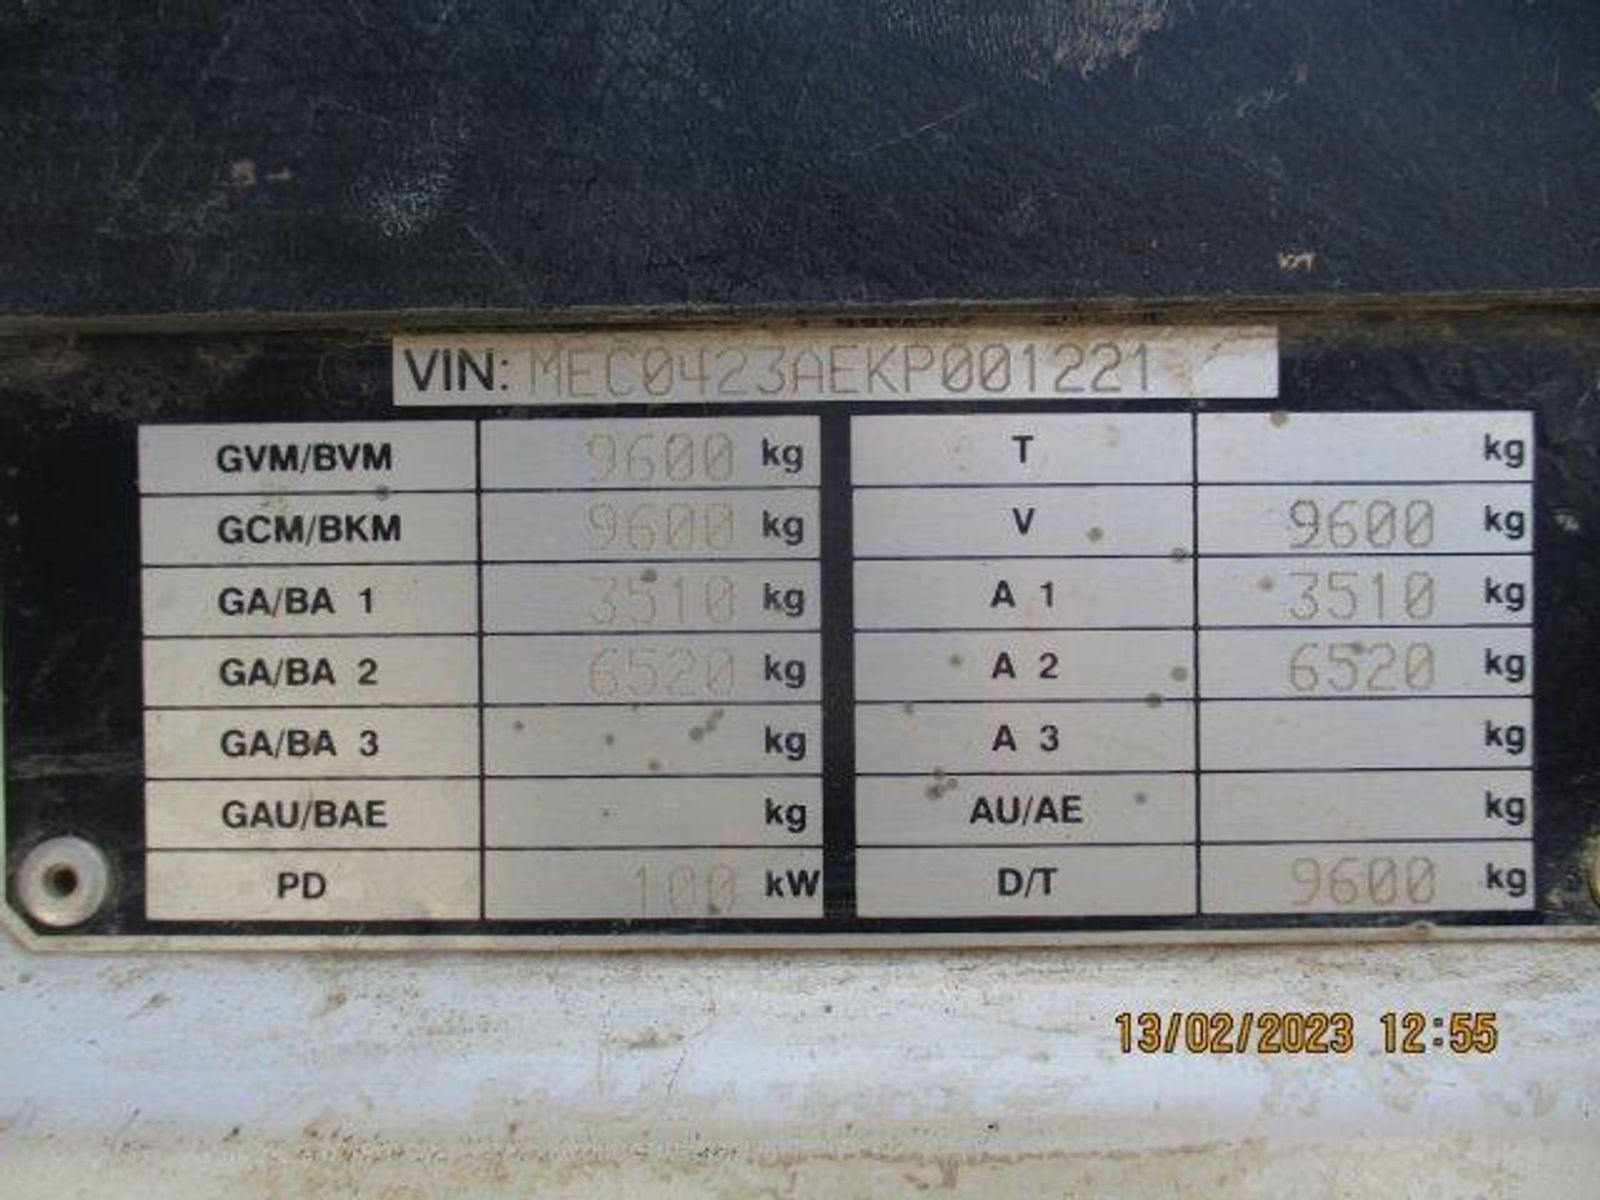 VIN: MEC0423AEKP001221
GVM/BVM 9600 kg T kg
GCM/BKM 9600 kg V 9600 kg
GA/BA 1 3510 kg A 1 3510 kg
GA/BA 2 6520 kg A 2 6520 kg
GA/BA 3 kg A 3 kg
GAU/BAE kg AU/AE kg
PD 100 kW D/T 9600 kg
13/02/2023 12:55